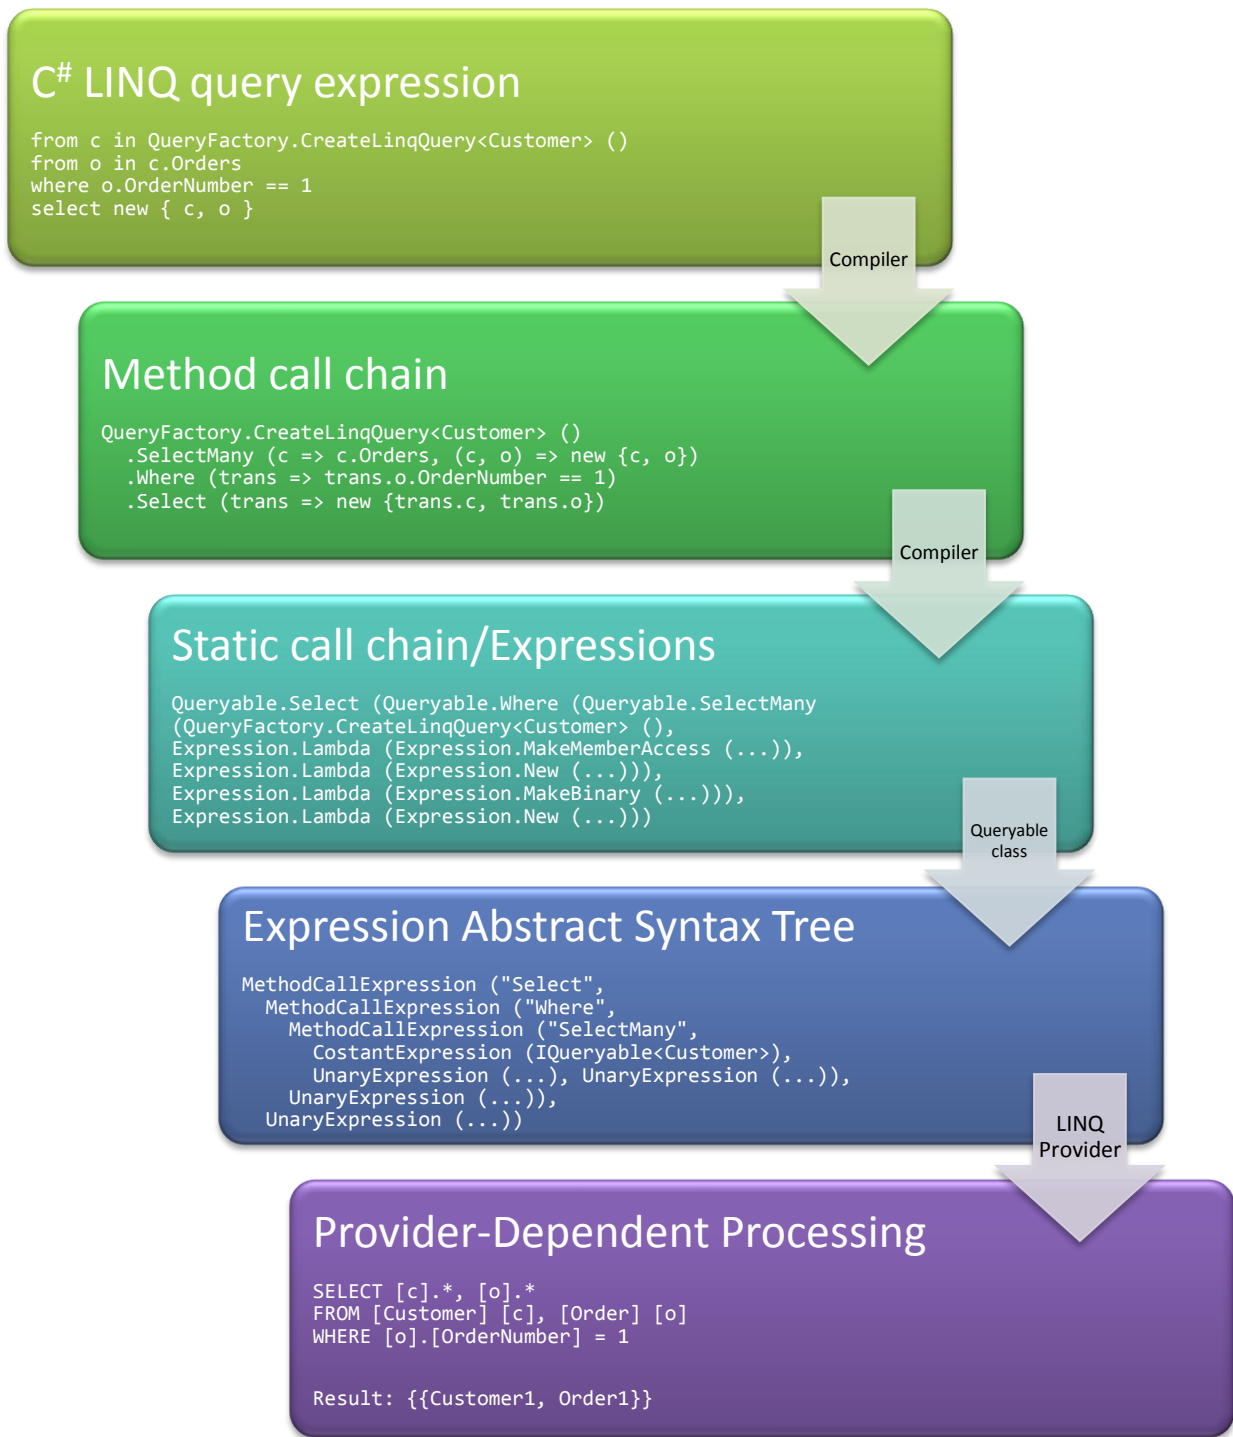 C# LINQ query expression
from c in QueryFactory.CreateLinqQuery<Customer> ()
from o in c.Orders
where o.OrderNumber == 1
select new { c, o }
Compiler
Method call chain
QueryFactory.CreateLinqQuery<Customer> ()
  .SelectMany (c => c.Orders, (c, o) => new {c, o})
  .Where (trans => trans.o.OrderNumber == 1)
  .Select (trans => new {trans.c, trans.o})
Compiler
Static call chain/Expressions
Queryable.Select (Queryable.Where (Queryable.SelectMany
(QueryFactory.CreateLinqQuery<Customer> (),
Expression.Lambda (Expression.MakeMemberAccess (...)),
Expression.Lambda (Expression.New (...))),
Expression.Lambda (Expression.MakeBinary (...))),
Expression.Lambda (Expression.New (...)))
Queryable
class
Expression Abstract Syntax Tree
MethodCallExpression ("Select",
  MethodCallExpression ("Where",
    MethodCallExpression ("SelectMany",
      CostantExpression (IQueryable<Customer>),
      UnaryExpression (...), UnaryExpression (...)),
    UnaryExpression (...)),
  UnaryExpression (...))
LINQ
Provider
Provider-Dependent Processing
SELECT [c].*, [o].*
FROM [Customer] [c], [Order] [o]
WHERE [o].[OrderNumber] = 1
Result: {{Customer1, Order1}}